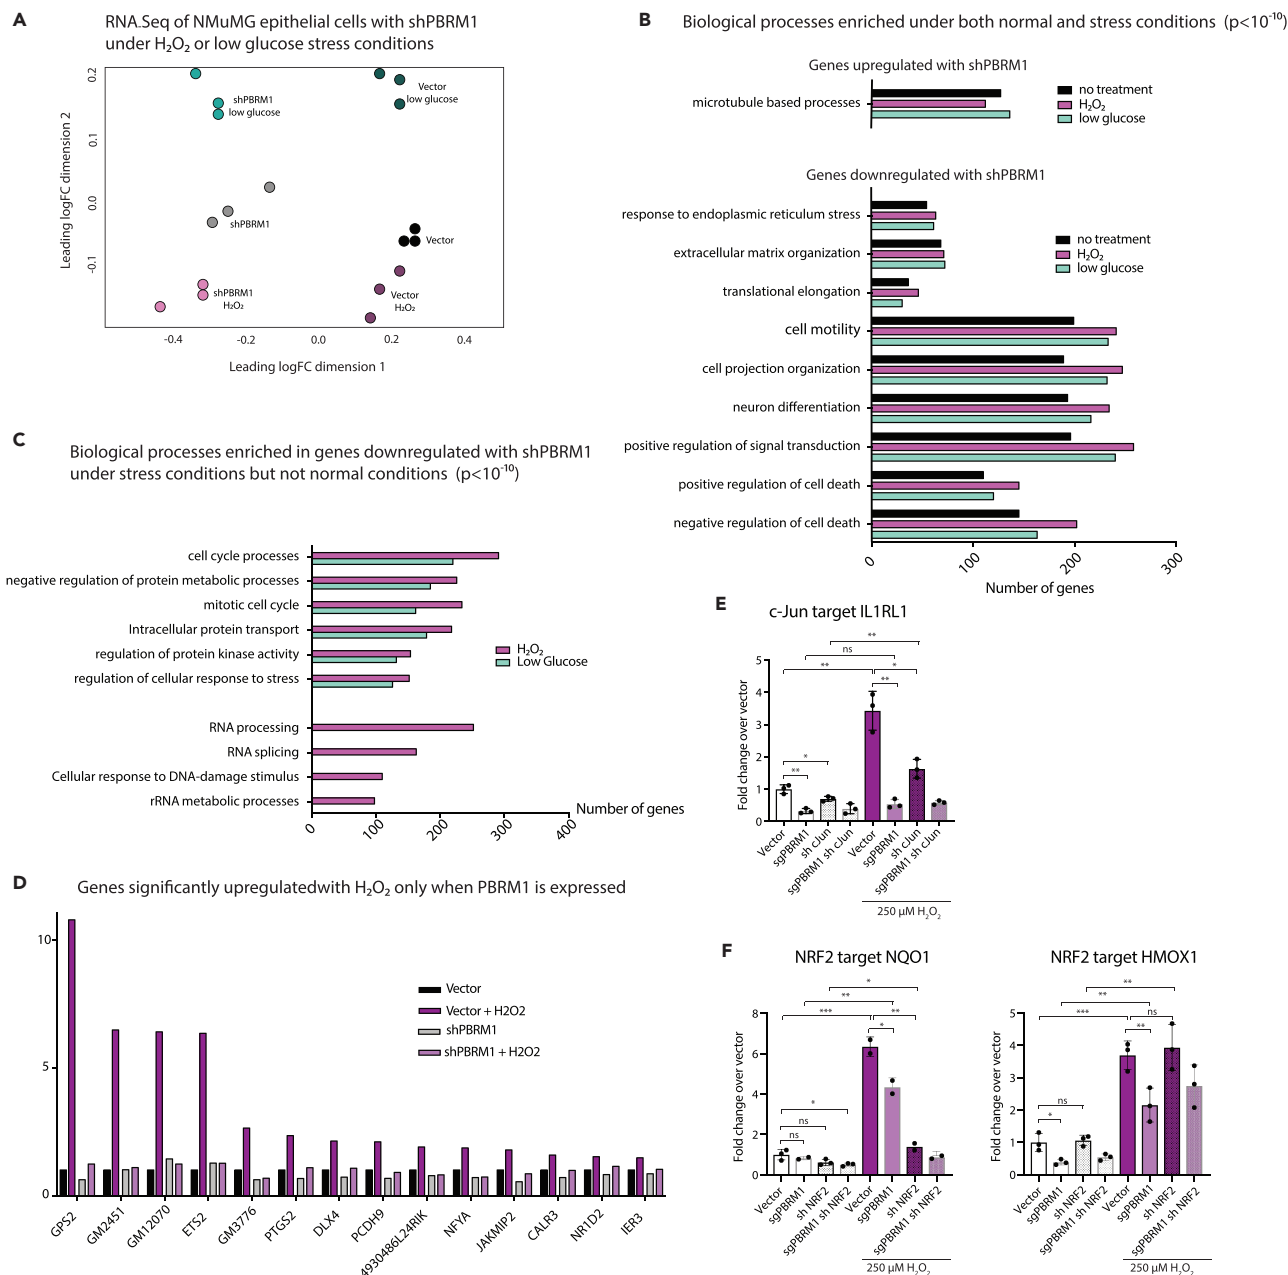 A
RNA.Seq of NMuMG epithelial cells with shPBRM1
under H₂O₂ or low glucose stress conditions
Leading logFC dimension 2
0.2
0.1
0.0
-0.1
shPBRM1
low glucose
Vector
low glucose
shPBRM1
Vector
shPBRM1
H₂O₂
Vector
H₂O₂
-0.4
-0.2
0.0
0.2
0.4
Leading logFC dimension 1
B
Biological processes enriched under both normal and stress conditions (p<10⁻¹⁰)
Genes upregulated with shPBRM1
microtubule based processes
no treatment
H₂O₂
low glucose
Genes downregulated with shPBRM1
response to endoplasmic reticulum stress
extracellular matrix organization
translational elongation
cell motility
cell projection organization
neuron differentiation
positive regulation of signal transduction
positive regulation of cell death
negative regulation of cell death
no treatment
H₂O₂
low glucose
0
100
200
300
Number of genes
C
Biological processes enriched in genes downregulated with shPBRM1
under stress conditions but not normal conditions (p<10⁻¹⁰)
cell cycle processes
negative regulation of protein metabolic processes
mitotic cell cycle
Intracellular protein transport
regulation of protein kinase activity
regulation of cellular response to stress
RNA processing
RNA splicing
Cellular response to DNA-damage stimulus
rRNA metabolic processes
H₂O₂
Low Glucose
Number of genes
0
100
200
300
400
D
Genes significantly upregulatedwith H₂O₂ only when PBRM1 is expressed
10
5
0
Vector
Vector + H2O2
shPBRM1
shPBRM1 + H2O2
GPS2
GM2451
GM12070
ETS2
GM3776
PTGS2
DLX4
PCDH9
4930486L24RIK
NFYA
JAKMIP2
CALR3
NR1D2
IER3
E
c-Jun target IL1RL1
Fold change over vector
5
4
3
2
1
0
**
ns
**
*
**
*
**
Vector
sgPBRM1
sh cJun
sgPBRM1 sh cJun
Vector
sgPBRM1
sh cJun
sgPBRM1 sh cJun
250 µM H₂O₂
F
NRF2 target NQO1
Fold change over vector
8
6
4
2
0
*
**
***
**
*
*
ns
ns
Vector
sgPBRM1
sh NRF2
sgPBRM1 sh NRF2
Vector
sgPBRM1
sh NRF2
sgPBRM1 sh NRF2
250 µM H₂O₂
NRF2 target HMOX1
Fold change over vector
5
4
3
2
1
0
**
**
***
ns
**
ns
*
Vector
sgPBRM1
sh NRF2
sgPBRM1 sh NRF2
Vector
sgPBRM1
sh NRF2
sgPBRM1 sh NRF2
250 µM H₂O₂